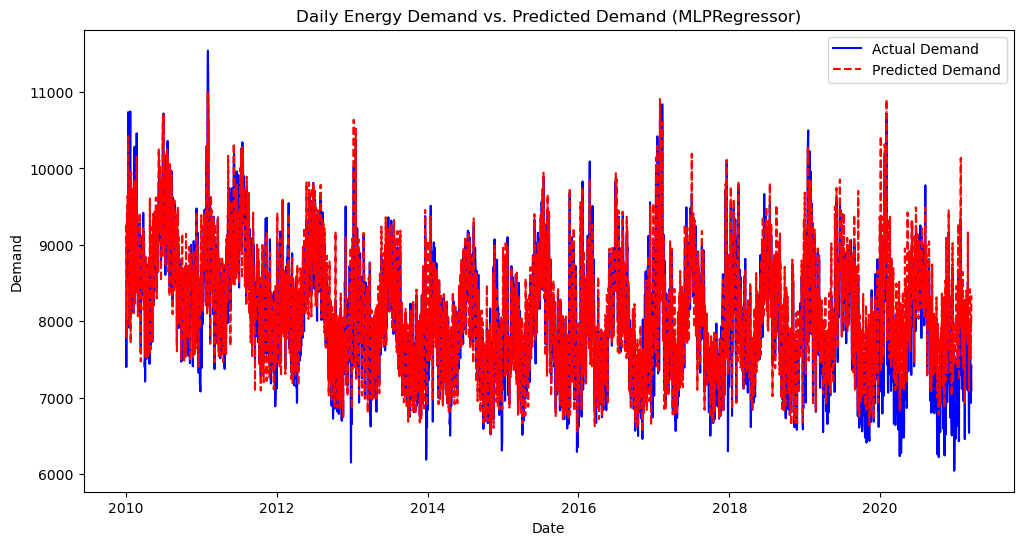 Daily Energy Demand vs. Predicted Demand (MLPRegressor)
Actual Demand
Predicted Demand
Demand
11000
10000
9000
8000
7000
6000
2010 2012 2014 2016 2018 2020
Date